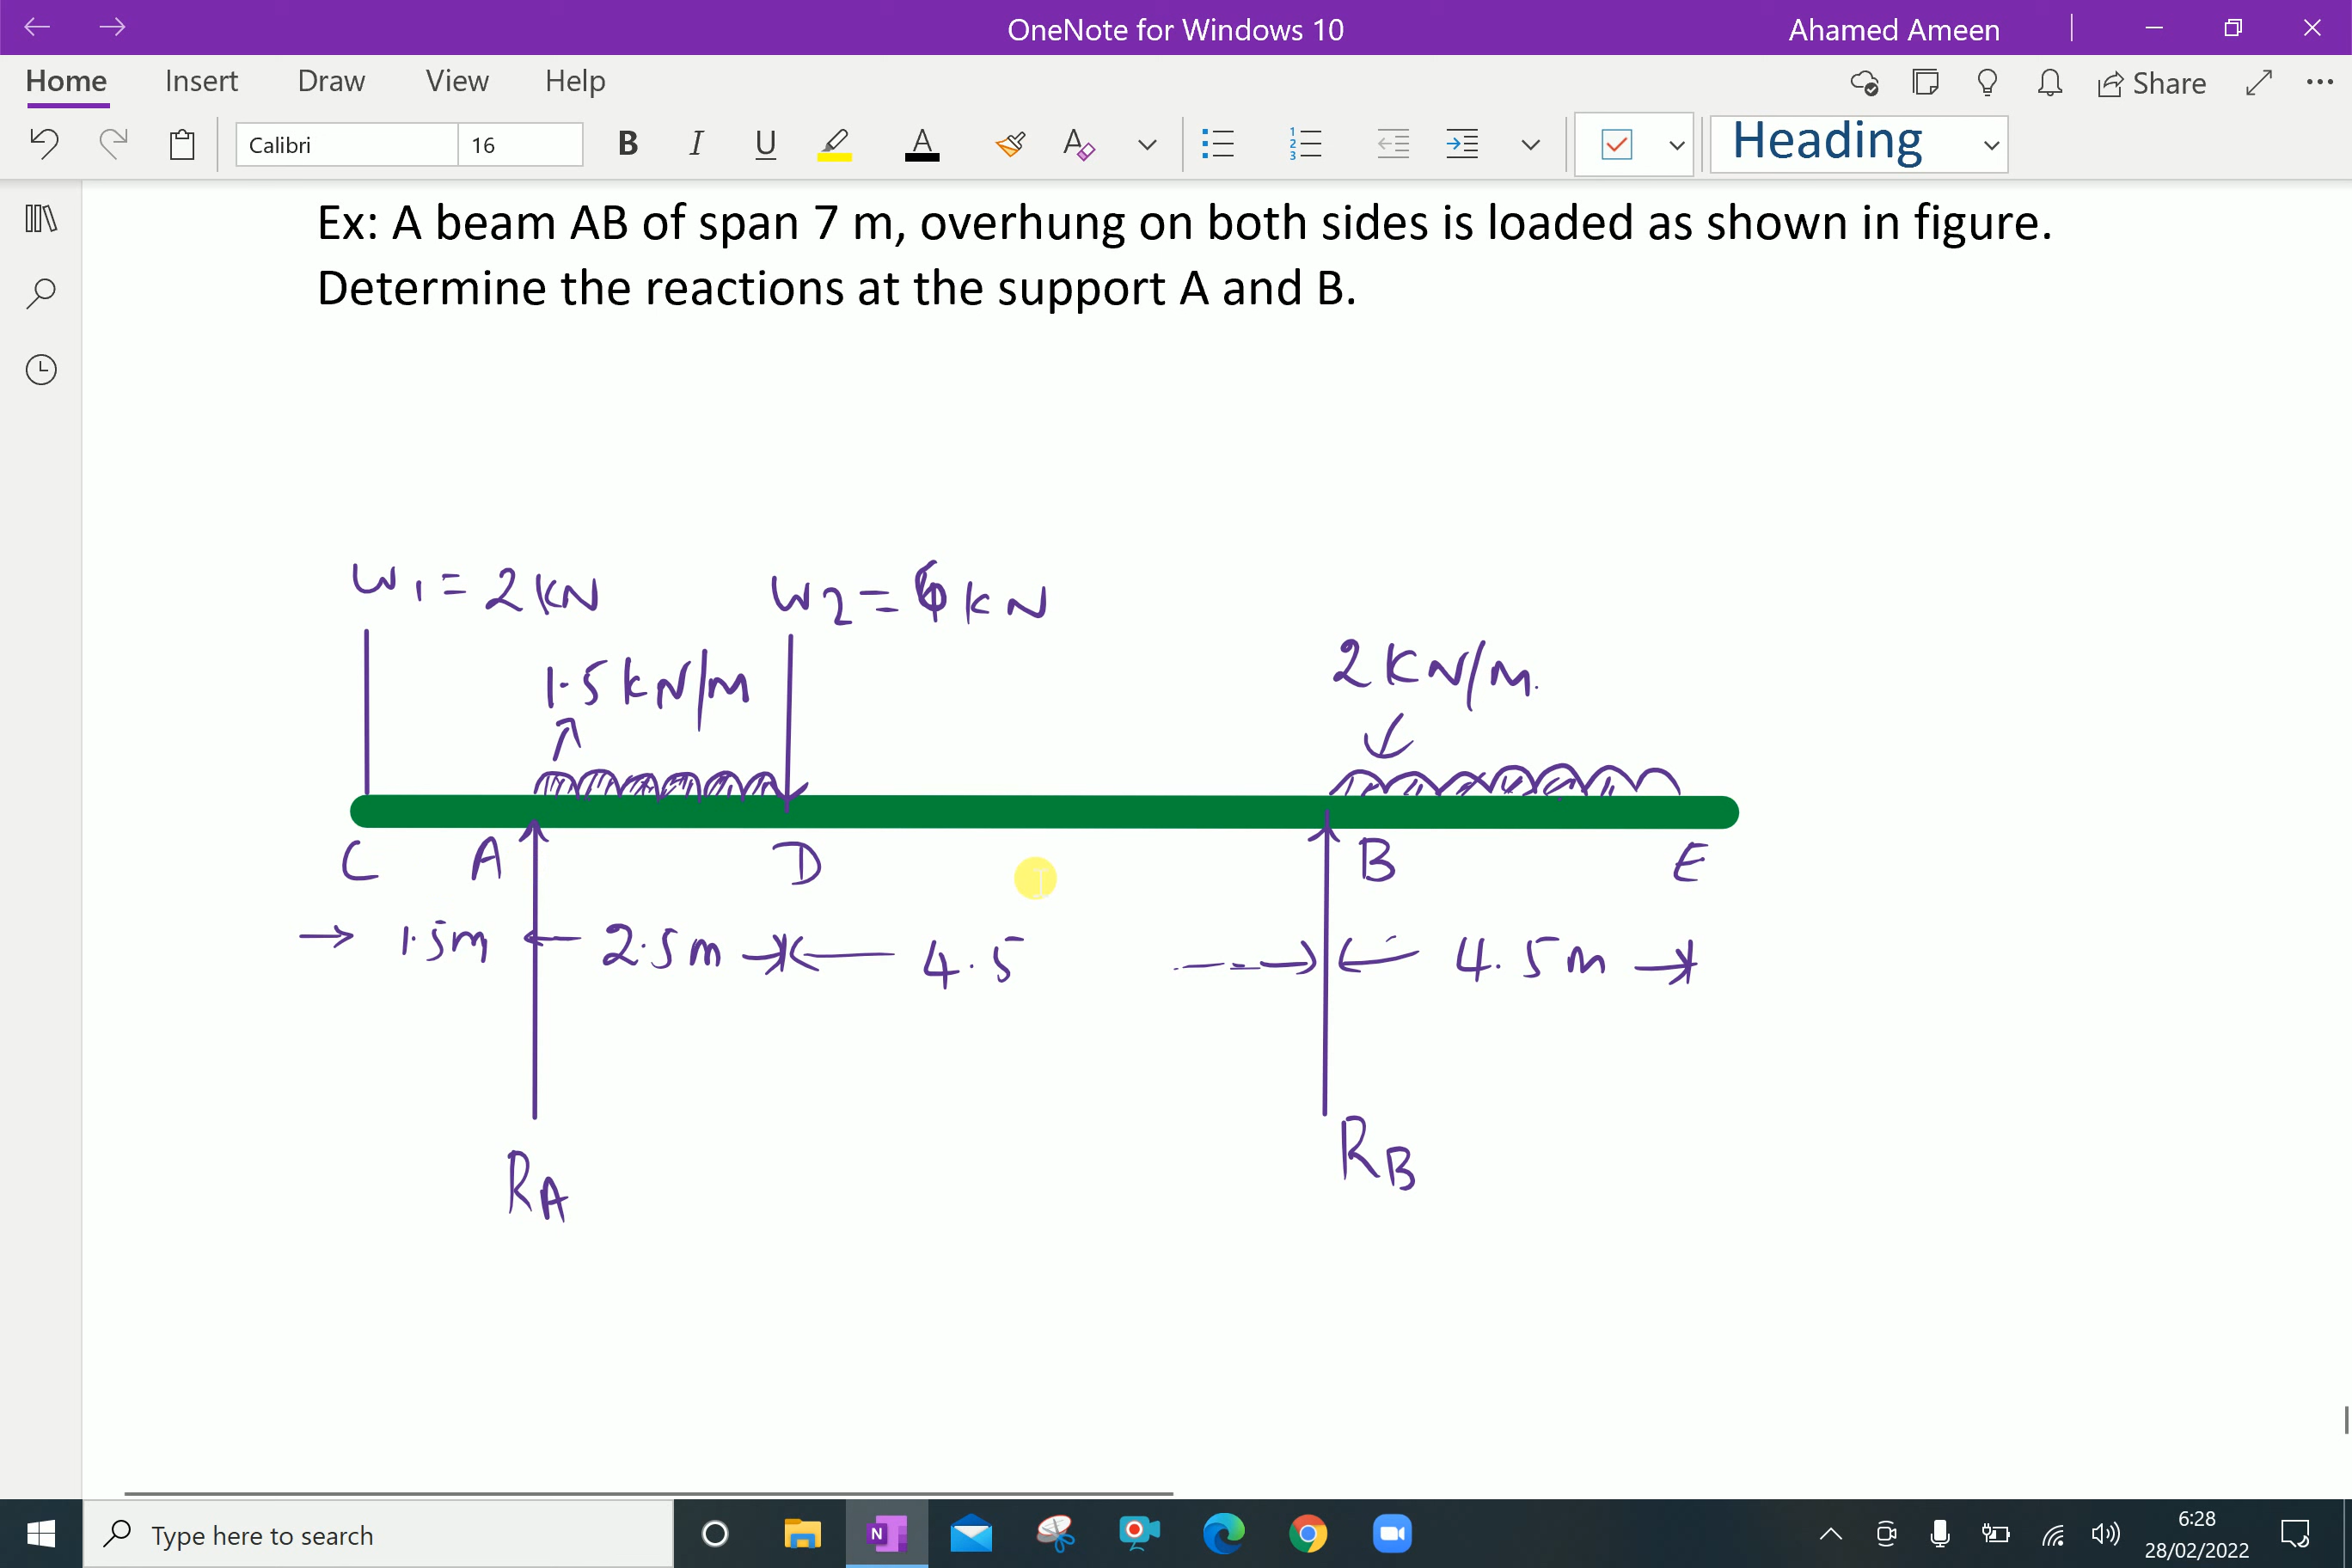 OneNote for Windows 10
Ahamed Ameen
Home Insert Draw View Help
Share
Calibri 16 B I U A A Heading
Ex: A beam AB of span 7 m, overhung on both sides is loaded as shown in figure.
Determine the reactions at the support A and B.
W1 = 2 KN W2 = 6 kN
1.5 kN/m 2 KN/m.
C A D B E
1.5m 2.5m 4.5 4.5m
RA RB
Type here to search
N
6:28
28/02/2022